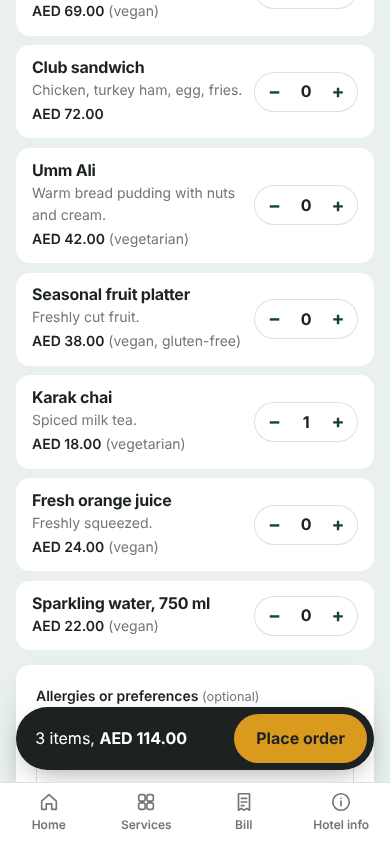 AED 69.00 (vegan)
Club sandwich
Chicken, turkey ham, egg, fries.
AED 72.00
− 0 +
Umm Ali
Warm bread pudding with nuts
and cream.
AED 42.00 (vegetarian)
− 0 +
Seasonal fruit platter
Freshly cut fruit.
AED 38.00 (vegan, gluten-free)
− 0 +
Karak chai
Spiced milk tea.
AED 18.00 (vegetarian)
− 1 +
Fresh orange juice
Freshly squeezed.
AED 24.00 (vegan)
− 0 +
Sparkling water, 750 ml
AED 22.00 (vegan)
− 0 +
Allergies or preferences (optional)
3 items, AED 114.00
Place order
Home
Services
Bill
Hotel info